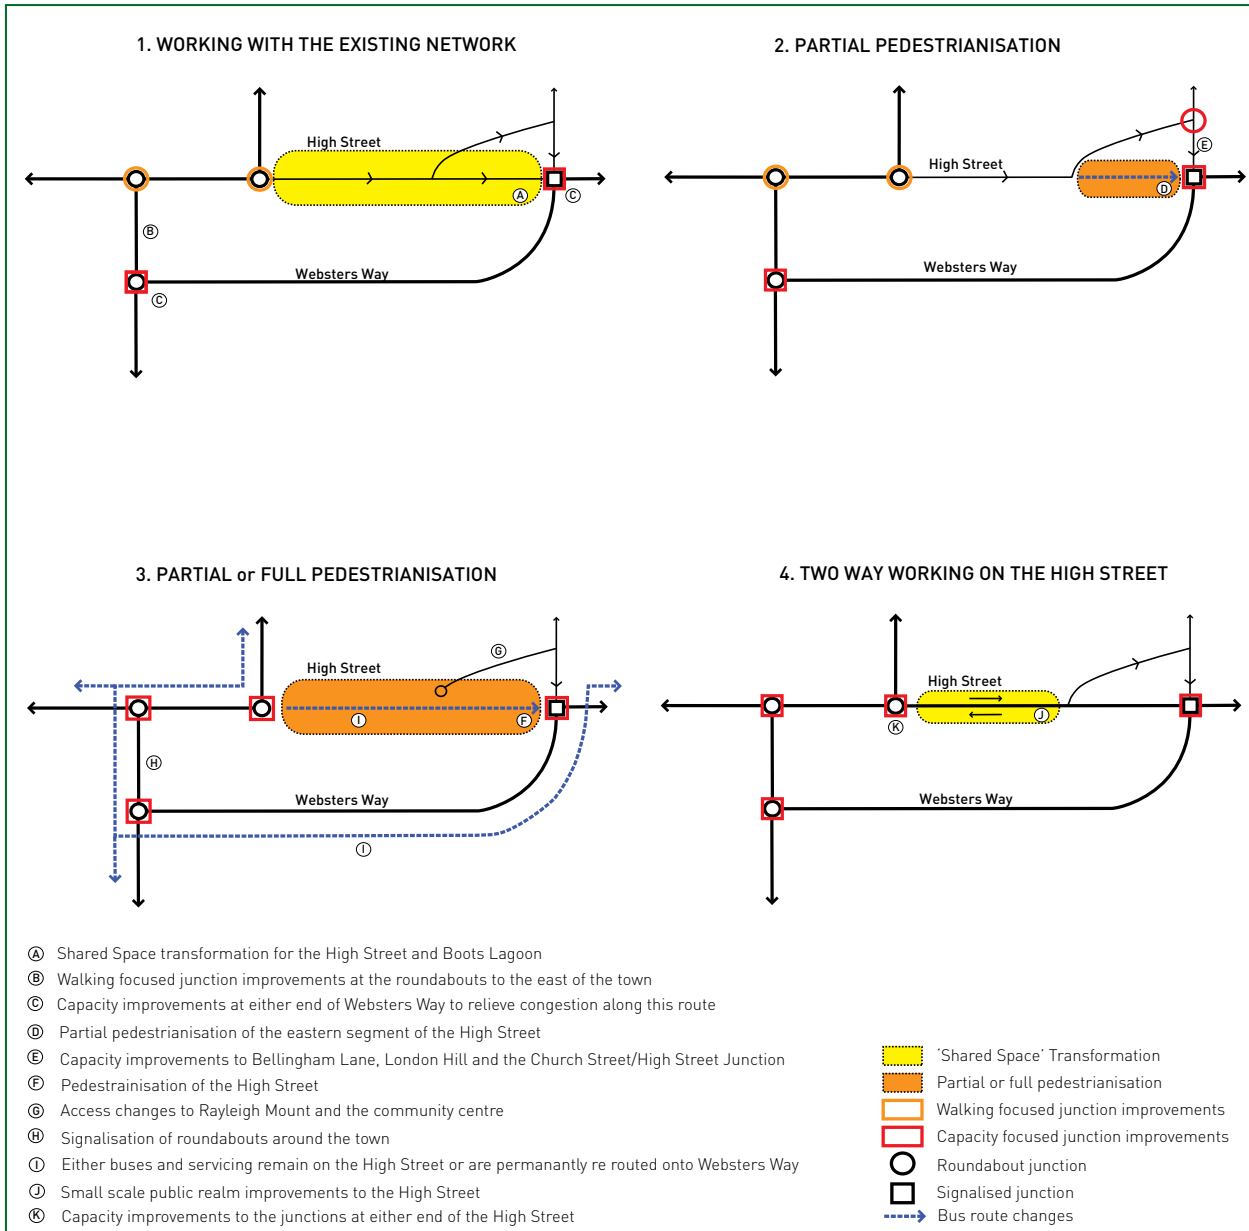 1. WORKING WITH THE EXISTING NETWORK
High Street
A
C
B
Websters Way
C
2. PARTIAL PEDESTRIANISATION
E
High Street
D
Websters Way
3. PARTIAL or FULL PEDESTRIANISATION
G
High Street
I
F
H
Websters Way
I
4. TWO WAY WORKING ON THE HIGH STREET
High Street
J
K
Websters Way
A Shared Space transformation for the High Street and Boots Lagoon
B Walking focused junction improvements at the roundabouts to the east of the town
C Capacity improvements at either end of Websters Way to relieve congestion along this route
D Partial pedestrianisation of the eastern segment of the High Street
E Capacity improvements to Bellingham Lane, London Hill and the Church Street/High Street Junction
F Pedestrainisation of the High Street
G Access changes to Rayleigh Mount and the community centre
H Signalisation of roundabouts around the town
I Either buses and servicing remain on the High Street or are permanantly re routed onto Websters Way
J Small scale public realm improvements to the High Street
K Capacity improvements to the junctions at either end of the High Street
'Shared Space' Transformation
Partial or full pedestrianisation
Walking focused junction improvements
Capacity focused junction improvements
Roundabout junction
Signalised junction
Bus route changes